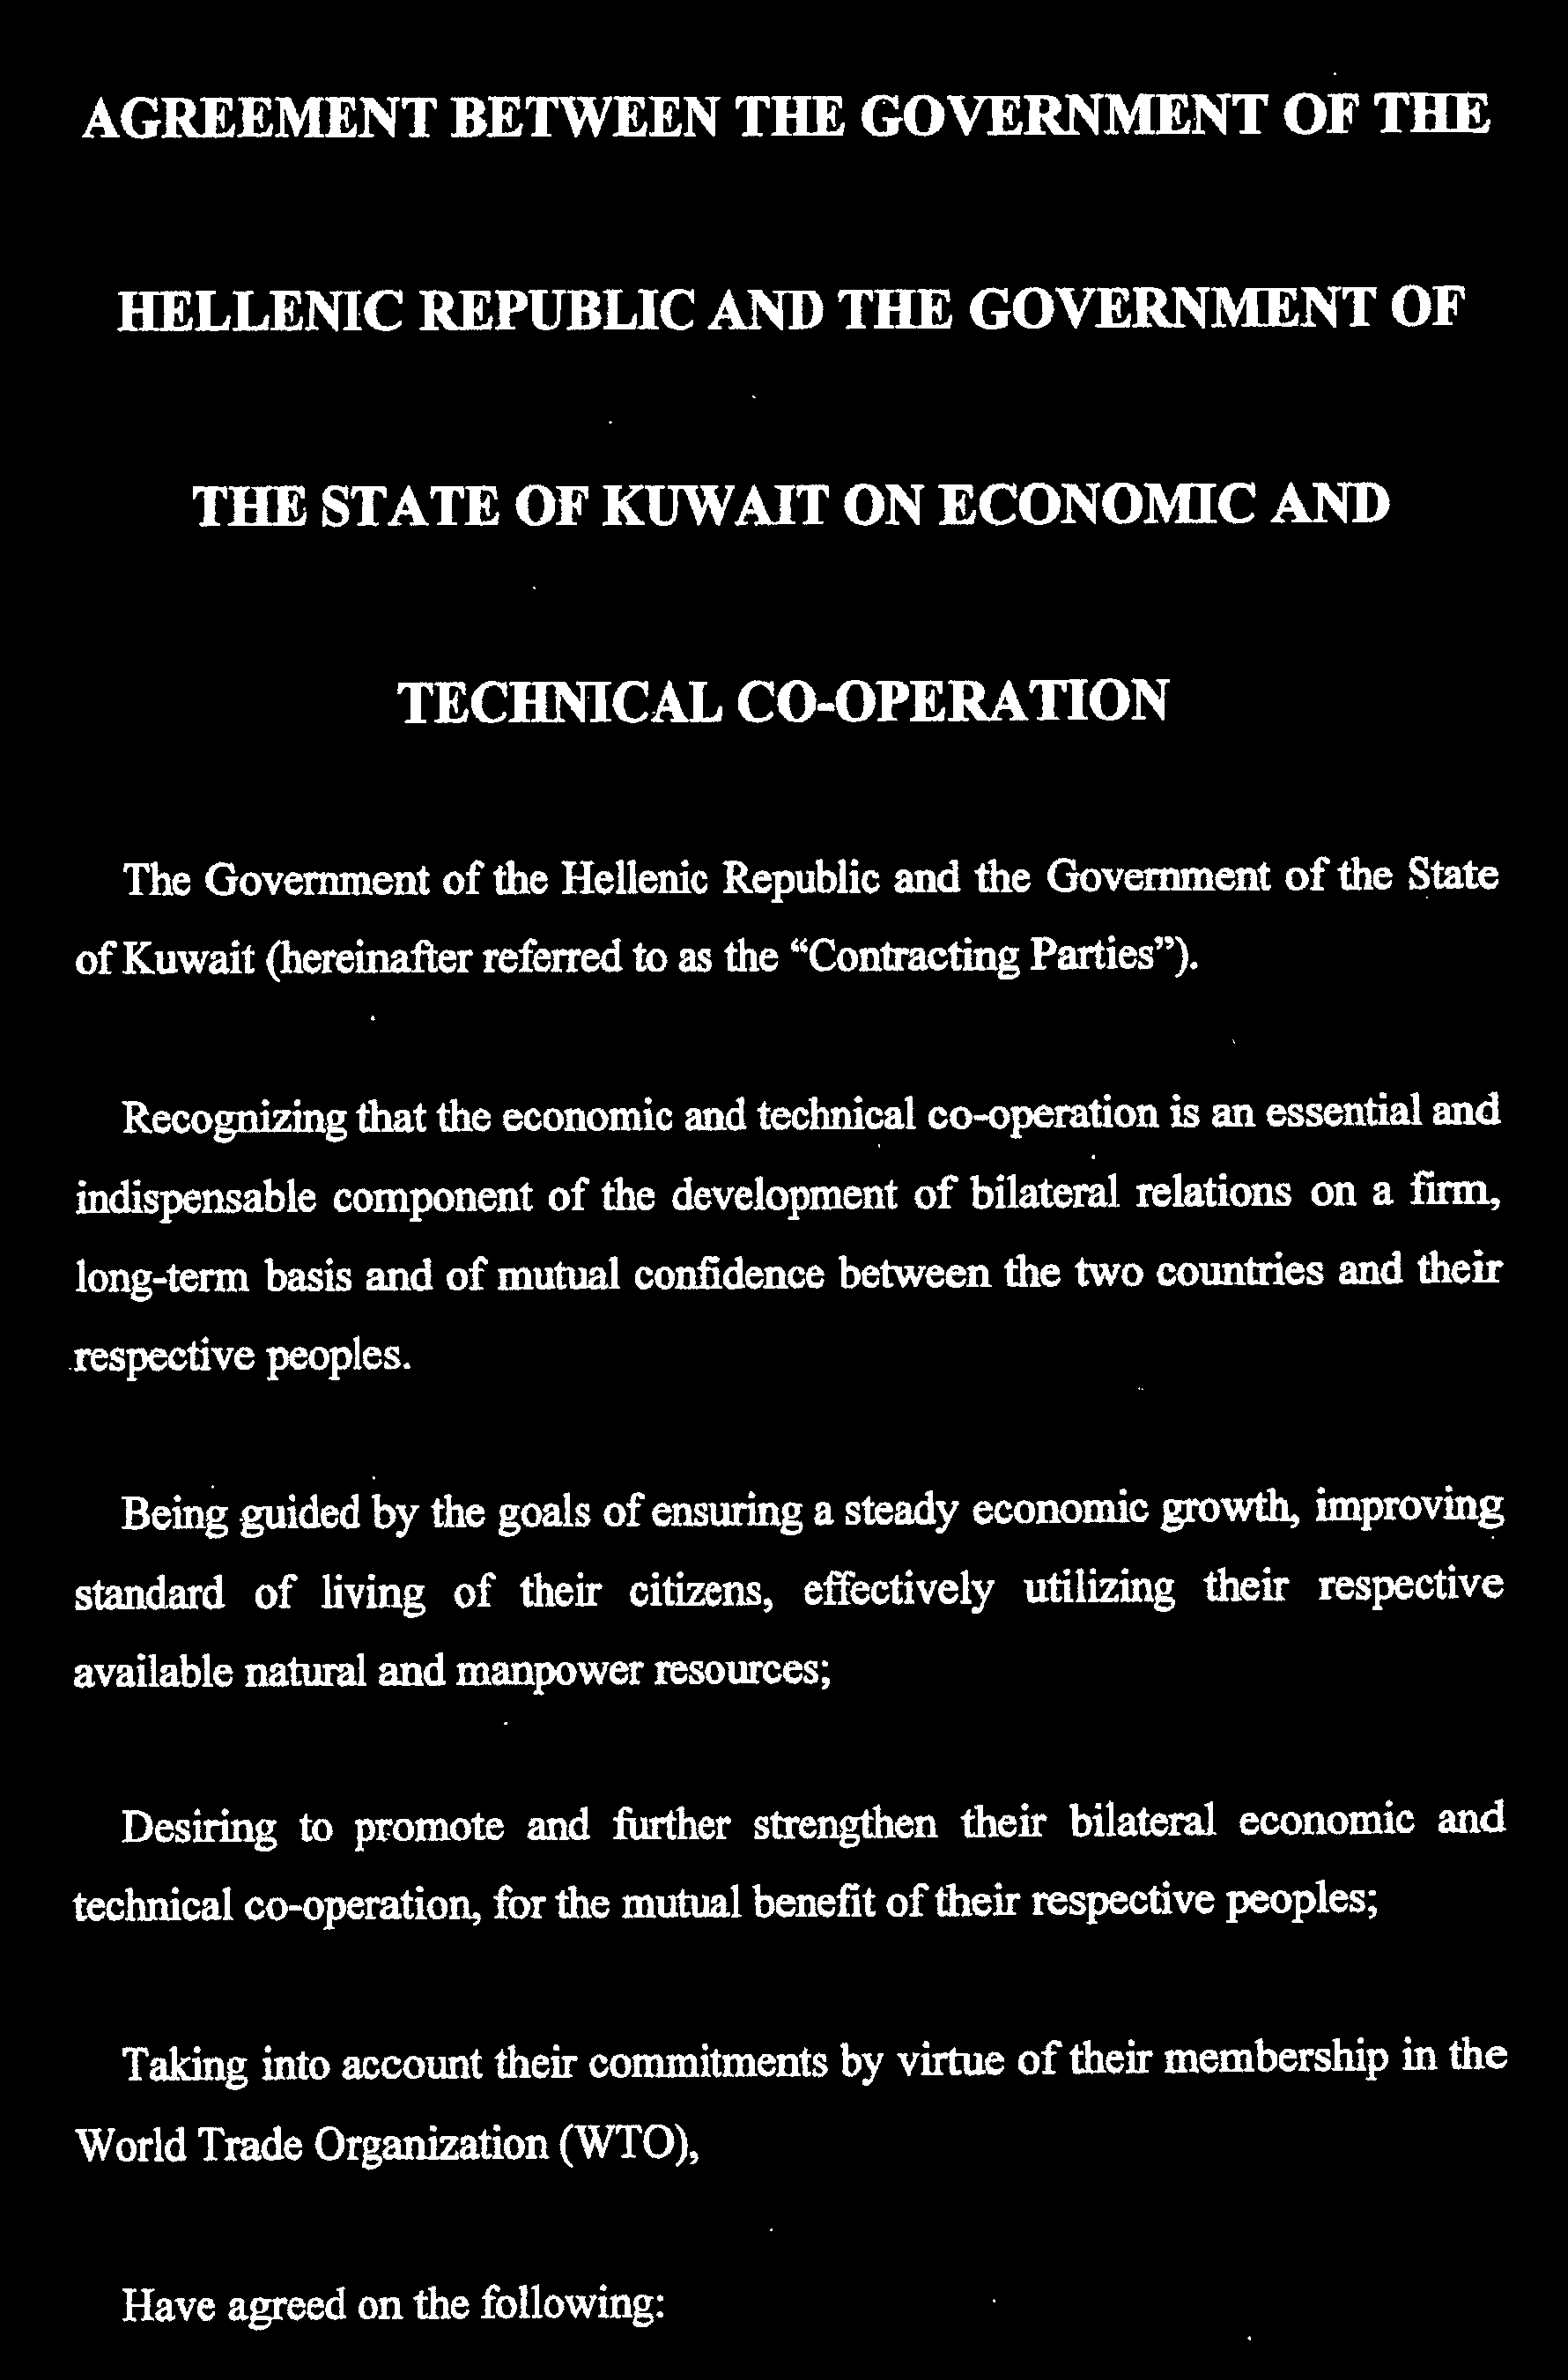 AGREEMENT BETWEEN THE GOVERNMENT OF THE
HELLENIC REPUBLIC AND THE GOVERNMENT OF
THE STATE OF KUWAIT ON ECONOMIC AND
TECHNICAL CO-OPERATION
The Government of the Hellenic Republic and the Government of the State
of Kuwait (hereinafter referred to as the “Contracting Parties”).
Recognizing that the economic and technical co-operation is an essential and
indispensable component of the development of bilateral relations on a firm,
long-term basis and of mutual confidence between the two countries and their
respective peoples.
Being guided by the goals of ensuring a steady economic growth, improving
standard of living of their citizens, effectively utilizing their respective
available natural and manpower resources;
Desiring to promote and further strengthen their bilateral economic and
technical co-operation, for the mutual benefit of their respective peoples;
Taking into account their commitments by virtue of their membership in the
World Trade Organization (WTO),
Have agreed on the following: